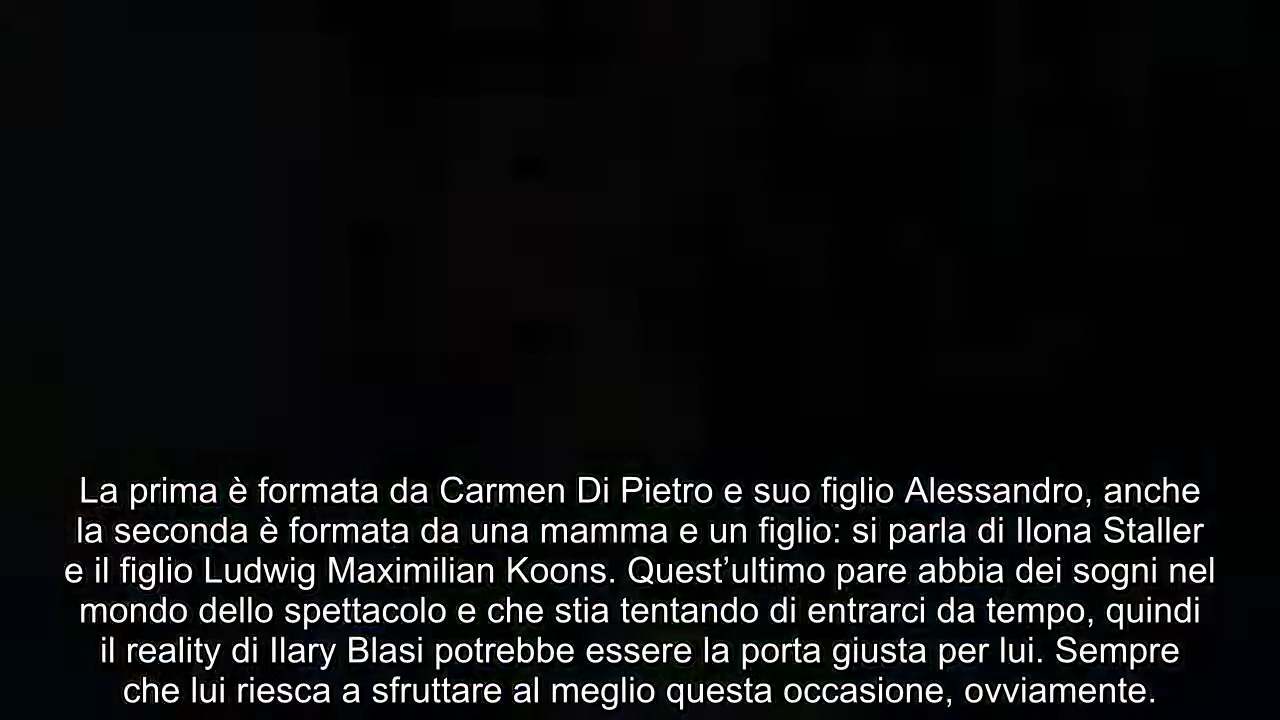 La prima è formata da Carmen Di Pietro e suo figlio Alessandro, anche
la seconda è formata da una mamma e un figlio: si parla di Ilona Staller
e il figlio Ludwig Maximilian Koons. Quest’ultimo pare abbia dei sogni nel
mondo dello spettacolo e che stia tentando di entrarci da tempo, quindi
il reality di Ilary Blasi potrebbe essere la porta giusta per lui. Sempre
che lui riesca a sfruttare al meglio questa occasione, ovviamente.